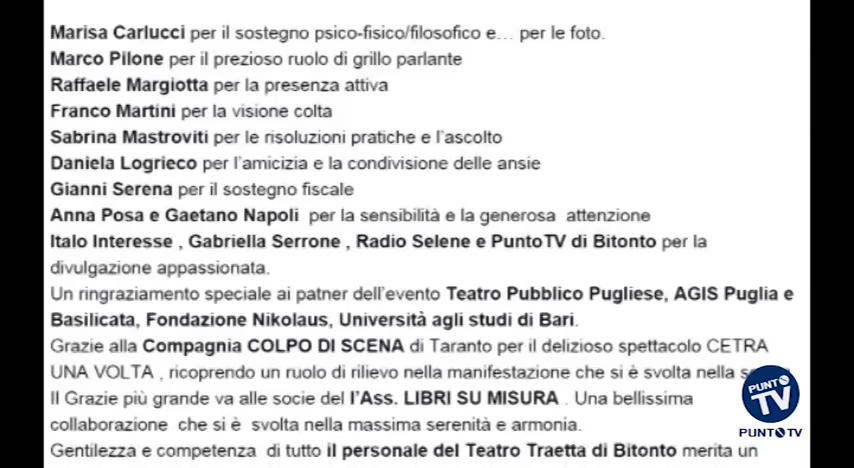 Marisa Carlucci per il sostegno psico-fisico/filosofico e… per le foto.
Marco Pilone per il prezioso ruolo di grillo parlante
Raffaele Margiotta per la presenza attiva
Franco Martini per la visione colta
Sabrina Mastroviti per le risoluzioni pratiche e l'ascolto
Daniela Logrieco per l'amicizia e la condivisione delle ansie
Gianni Serena per il sostegno fiscale
Anna Posa e Gaetano Napoli per la sensibilità e la generosa attenzione
Italo Interesse , Gabriella Serrone , Radio Selene e PuntoTV di Bitonto per la
divulgazione appassionata.
Un ringraziamento speciale ai patner dell'evento Teatro Pubblico Pugliese, AGIS Puglia e
Basilicata, Fondazione Nikolaus, Università agli studi di Bari.
Grazie alla Compagnia COLPO DI SCENA di Taranto per il delizioso spettacolo CETRA
UNA VOLTA , ricoprendo un ruolo di rilievo nella manifestazione che si è svolta nella
Il Grazie più grande va alle socie del l'Ass. LIBRI SU MISURA . Una bellissima
collaborazione che si è svolta nella massima serenità e armonia.
Gentilezza e competenza di tutto il personale del Teatro Traetta di Bitonto merita un
PUNTO
TV
PUNTO TV